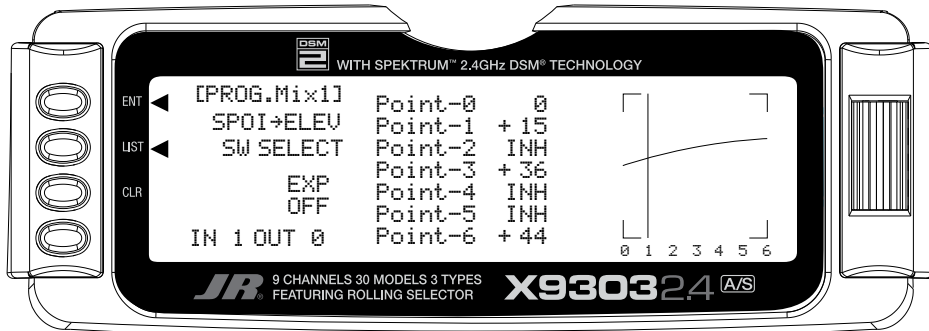 DSM
2
WITH SPEKTRUM™ 2.4GHz DSM® TECHNOLOGY
ENT
LIST
CLR
[PROG.Mix1]
SPOI→ELEV
SW SELECT
EXP
OFF
IN 1 OUT 0
Point-0 0
Point-1 +15
Point-2 INH
Point-3 +36
Point-4 INH
Point-5 INH
Point-6 +44
0 1 2 3 4 5 6
JR®
9 CHANNELS 30 MODELS 3 TYPES
FEATURING ROLLING SELECTOR
X9303 2.4 A/S